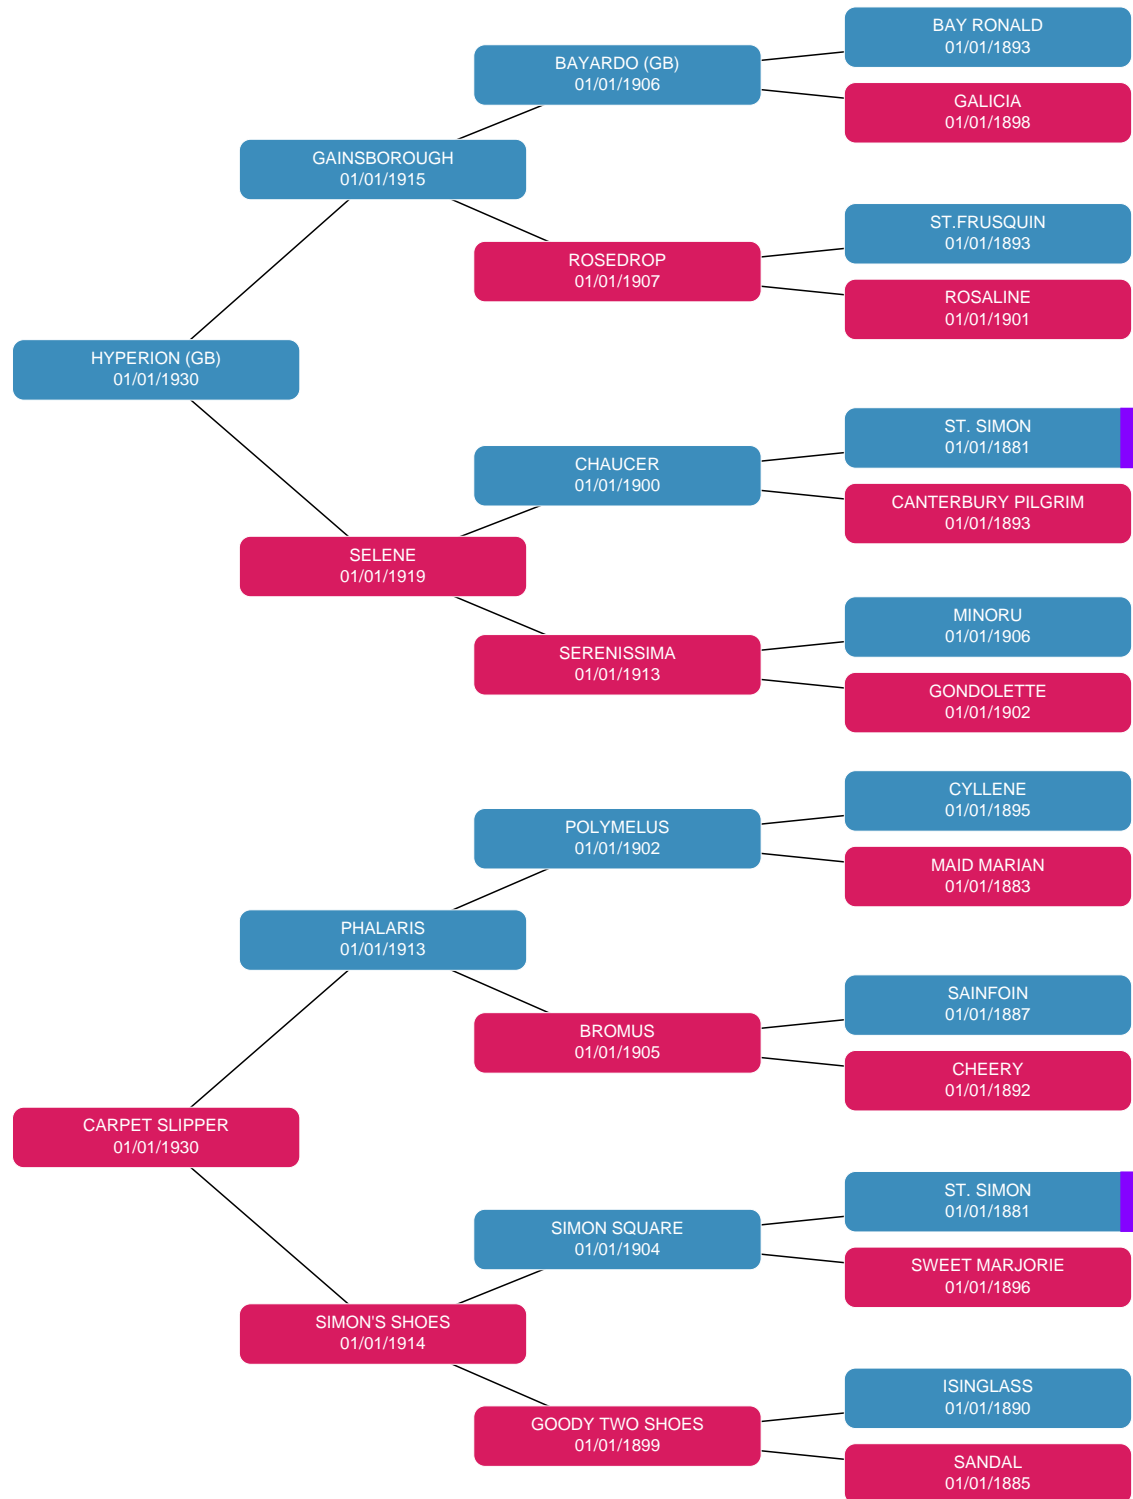 BAY RONALD
01/01/1893
BAYARDO (GB)
01/01/1906
GALICIA
01/01/1898
GAINSBOROUGH
01/01/1915
ST.FRUSQUIN
01/01/1893
ROSEDROP
01/01/1907
ROSALINE
01/01/1901
HYPERION (GB)
01/01/1930
ST. SIMON
01/01/1881
CHAUCER
01/01/1900
CANTERBURY PILGRIM
01/01/1893
SELENE
01/01/1919
MINORU
01/01/1906
SERENISSIMA
01/01/1913
GONDOLETTE
01/01/1902
CYLLENE
01/01/1895
POLYMELUS
01/01/1902
MAID MARIAN
01/01/1883
PHALARIS
01/01/1913
SAINFOIN
01/01/1887
BROMUS
01/01/1905
CHEERY
01/01/1892
CARPET SLIPPER
01/01/1930
ST. SIMON
01/01/1881
SIMON SQUARE
01/01/1904
SWEET MARJORIE
01/01/1896
SIMON'S SHOES
01/01/1914
ISINGLASS
01/01/1890
GOODY TWO SHOES
01/01/1899
SANDAL
01/01/1885